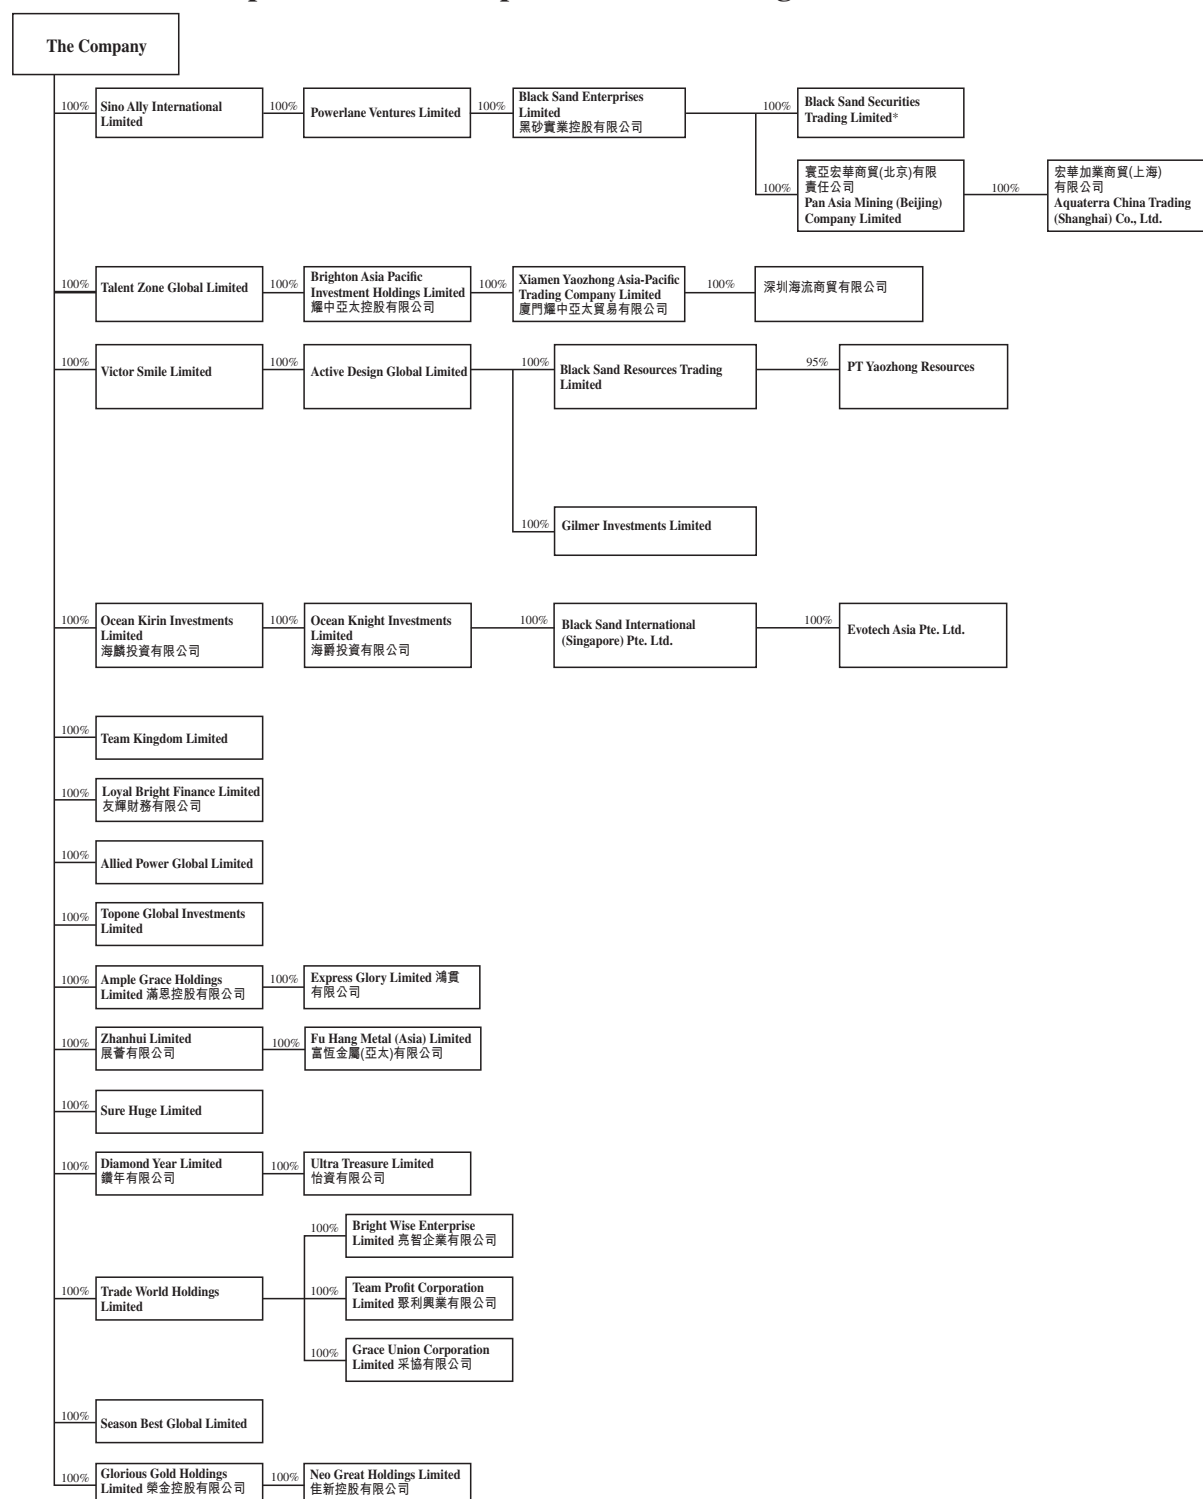 The Company
100%
Sino Ally International
Limited
100%
Powerlane Ventures Limited
100%
Black Sand Enterprises
Limited
黑砂實業控股有限公司
100%
Black Sand Securities
Trading Limited*
100%
寰亞宏華商貿(北京)有限
責任公司
Pan Asia Mining (Beijing)
Company Limited
100%
宏華加業商貿(上海)
有限公司
Aquaterra China Trading
(Shanghai) Co., Ltd.
100%
Talent Zone Global Limited
100%
Brighton Asia Pacific
Investment Holdings Limited
耀中亞太控股有限公司
100%
Xiamen Yaozhong Asia-Pacific
Trading Company Limited
廈門耀中亞太貿易有限公司
100%
深圳海流商貿有限公司
100%
Victor Smile Limited
100%
Active Design Global Limited
100%
Black Sand Resources Trading
Limited
95%
PT Yaozhong Resources
100%
Gilmer Investments Limited
100%
Ocean Kirin Investments
Limited
海麟投資有限公司
100%
Ocean Knight Investments
Limited
海爵投資有限公司
100%
Black Sand International
(Singapore) Pte. Ltd.
100%
Evotech Asia Pte. Ltd.
100%
Team Kingdom Limited
100%
Loyal Bright Finance Limited
友輝財務有限公司
100%
Allied Power Global Limited
100%
Topone Global Investments
Limited
100%
Ample Grace Holdings
Limited 滿恩控股有限公司
100%
Express Glory Limited 鴻貫
有限公司
100%
Zhanhui Limited
展薈有限公司
100%
Fu Hang Metal (Asia) Limited
富恆金屬(亞太)有限公司
100%
Sure Huge Limited
100%
Diamond Year Limited
鑽年有限公司
100%
Ultra Treasure Limited
怡資有限公司
100%
Trade World Holdings
Limited
100%
Bright Wise Enterprise
Limited 亮智企業有限公司
100%
Team Profit Corporation
Limited 聚利興業有限公司
100%
Grace Union Corporation
Limited 采協有限公司
100%
Season Best Global Limited
100%
Glorious Gold Holdings
Limited 榮金控股有限公司
100%
Neo Great Holdings Limited
隹新控股有限公司